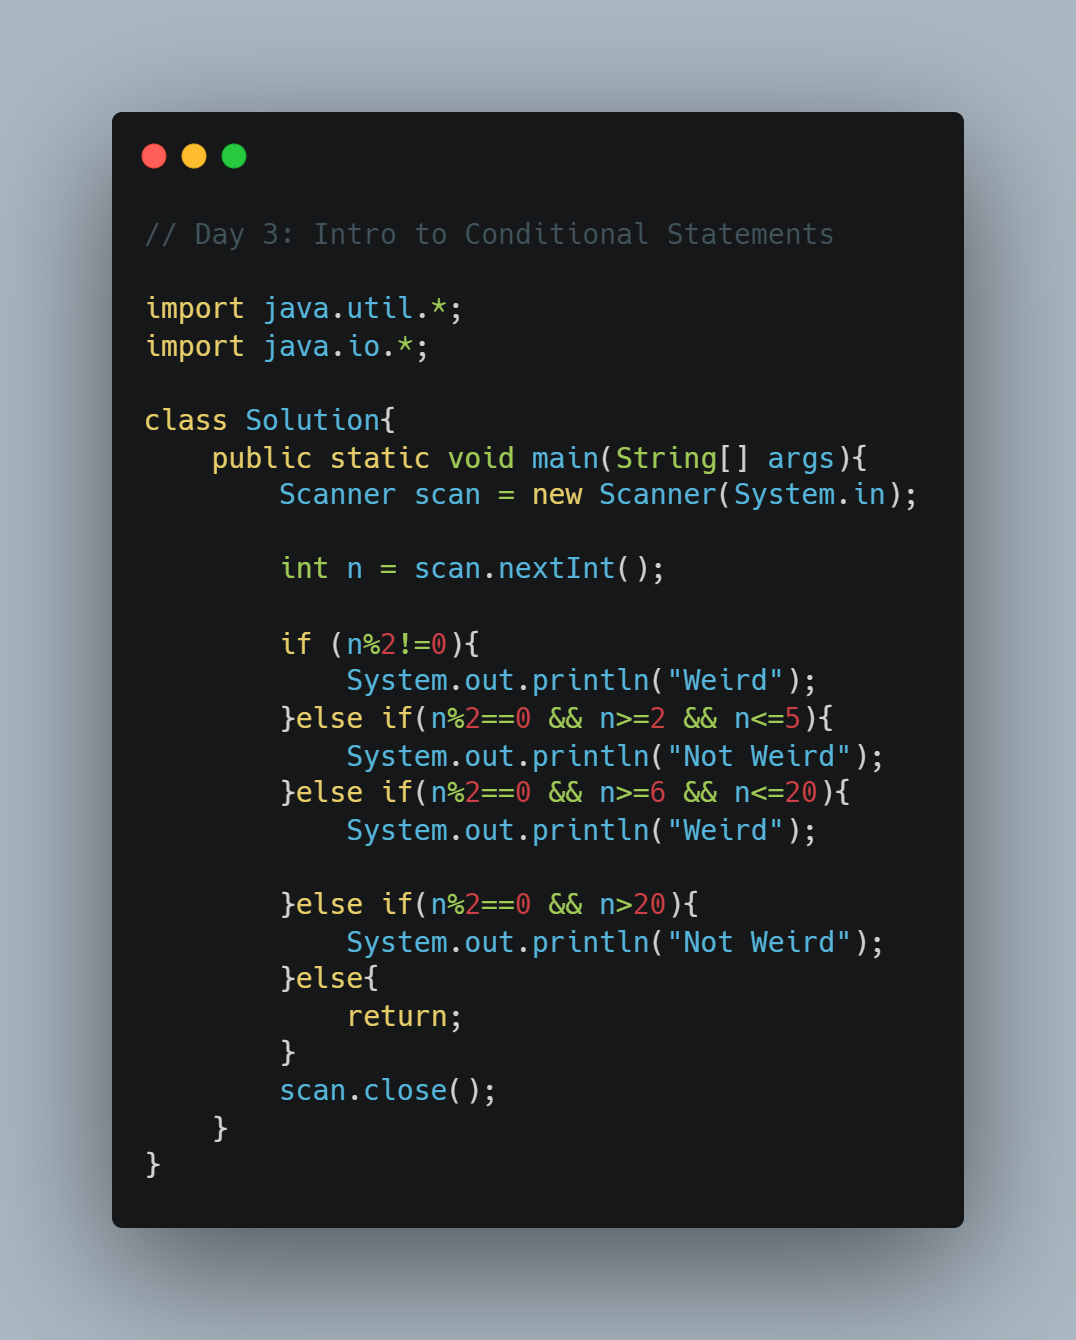 // Day 3: Intro to Conditional Statements

import java.util.*;
import java.io.*;

class Solution{
    public static void main(String[] args){
        Scanner scan = new Scanner(System.in);

        int n = scan.nextInt();

        if (n%2!=0){
            System.out.println("Weird");
        }else if(n%2==0 && n>=2 && n<=5){
            System.out.println("Not Weird");
        }else if(n%2==0 && n>=6 && n<=20){
            System.out.println("Weird");

        }else if(n%2==0 && n>20){
            System.out.println("Not Weird");
        }else{
            return;
        }
        scan.close();
    }
}